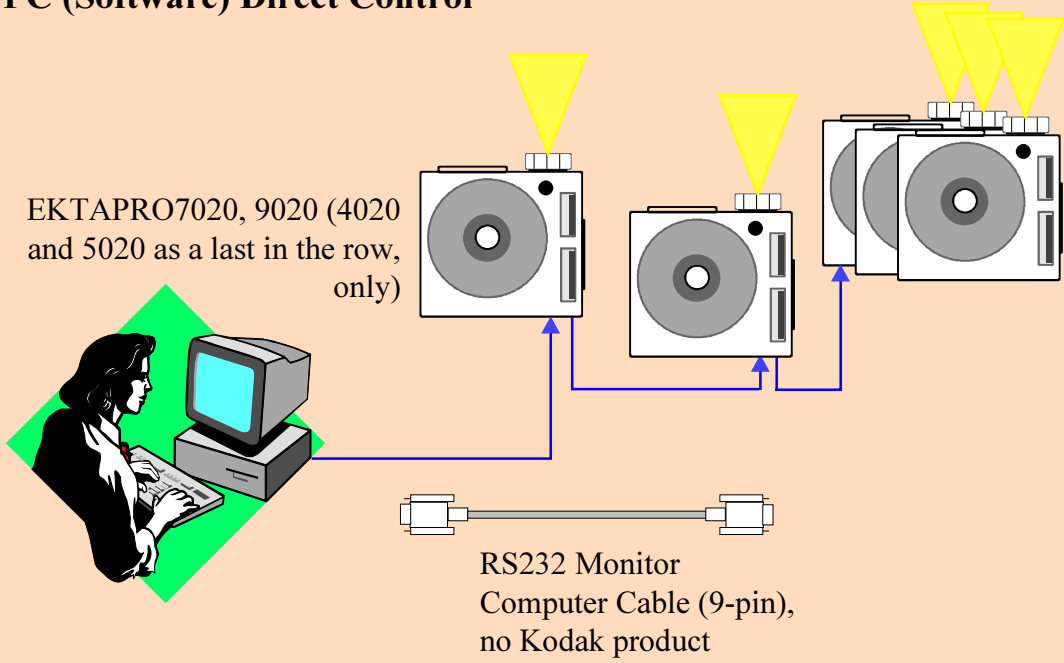 PC (Software) Direct Control
EKTAPRO7020, 9020 (4020
and 5020 as a last in the row,
only)
RS232 Monitor
Computer Cable (9-pin),
no Kodak product